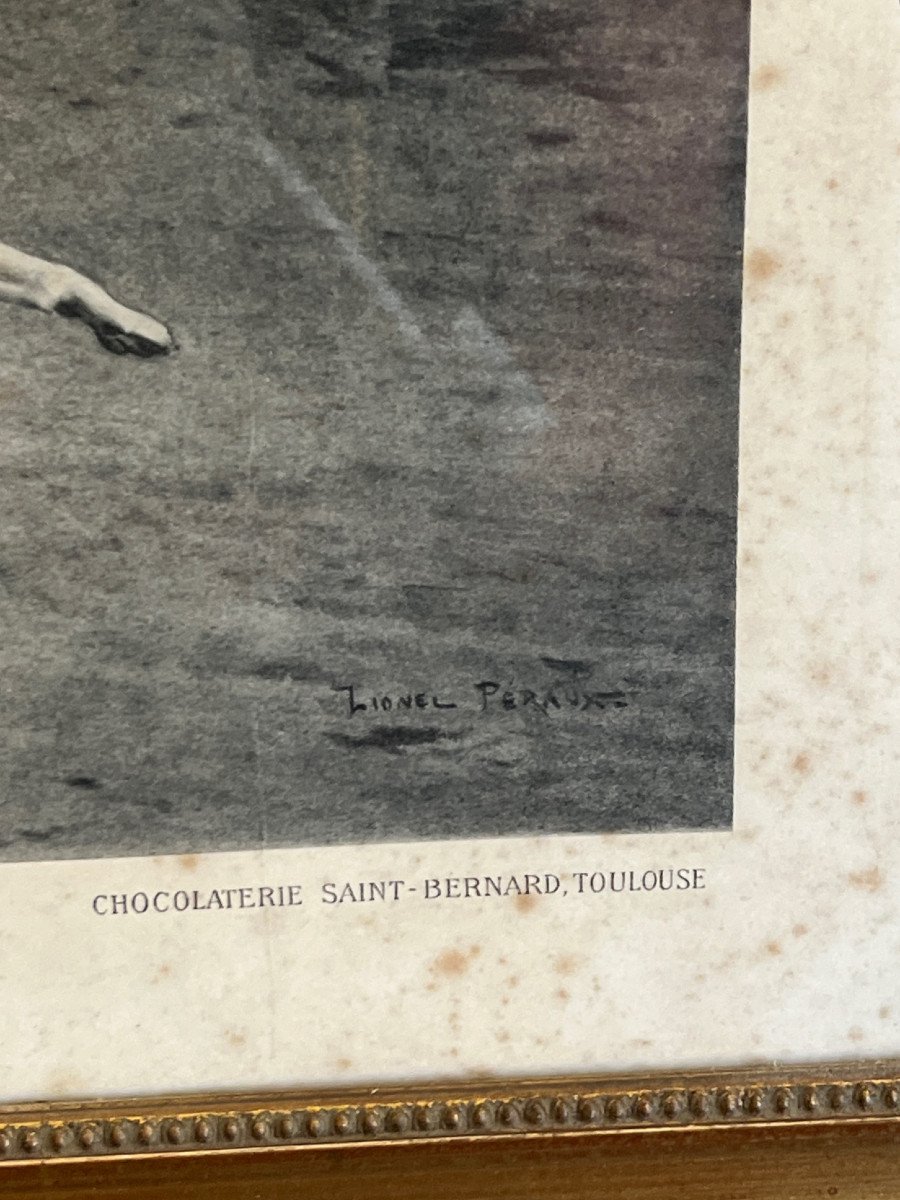 LIONEL PÉRAUX
CHOCOLATERIE SAINT-BERNARD, TOULOUSE